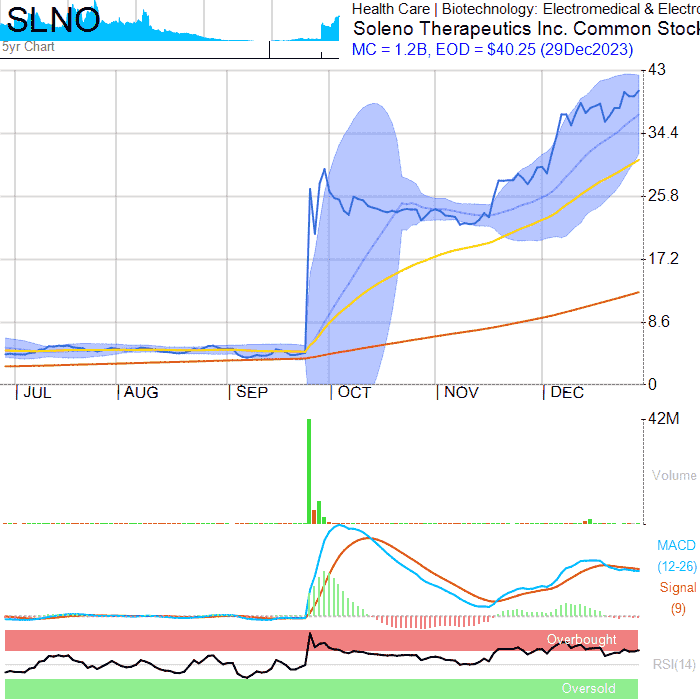 SLNO
5yr Chart
Health Care | Biotechnology: Electromedical & Electro
Soleno Therapeutics Inc. Common Stock
MC = 1.2B, EOD = $40.25 (29Dec2023)
43
34.4
25.8
17.2
8.6
0
JUL AUG SEP OCT NOV DEC
42M
Volume
MACD
(12-26)
Signal
(9)
Overbought
RSI(14)
Oversold